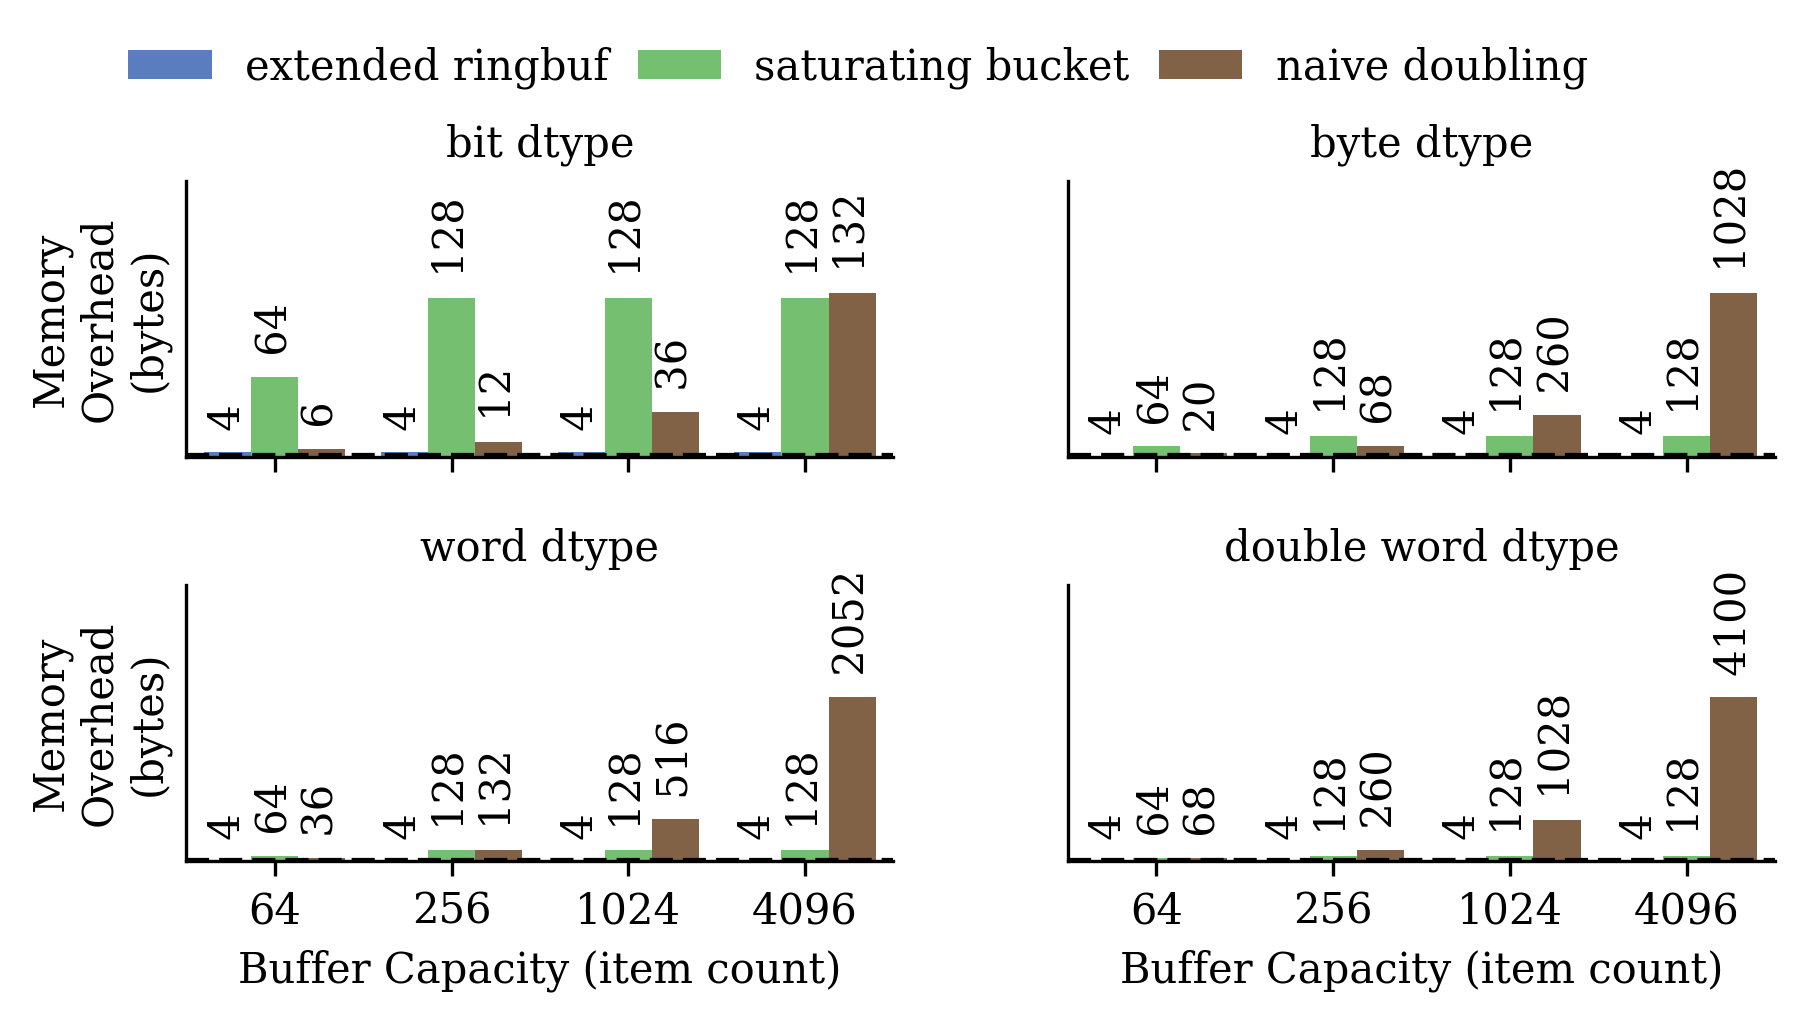 extended ringbuf saturating bucket naive doubling
bit dtype
Memory
Overhead
(bytes)
4 64 6 4 128 12 4 128 36 4 128 132
byte dtype
4 64 20 4 128 68 4 128 260 4 128 1028
word dtype
Memory
Overhead
(bytes)
4 64 36 4 128 132 4 128 516 4 128 2052
64 256 1024 4096
Buffer Capacity (item count)
double word dtype
4 64 68 4 128 260 4 128 1028 4 128 4100
64 256 1024 4096
Buffer Capacity (item count)